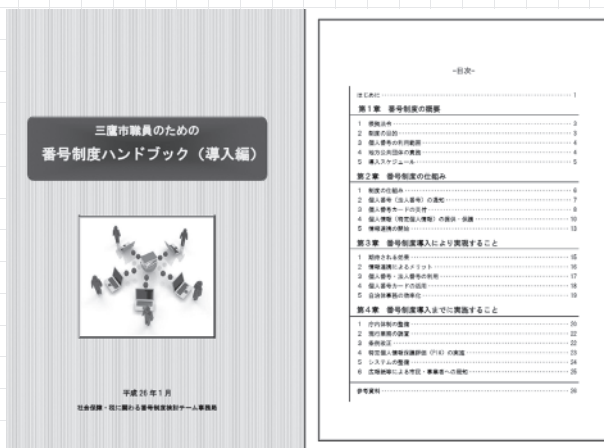 三鷹市職員のための
番号制度ハンドブック（導入編）
平成26年1月
社会保障・税に関わる番号制度検討チーム事務局
-目次-
はじめに 1
第1章 番号制度の概要
1 根拠法令 3
2 制度の目的 3
3 個人番号の利用範囲 4
4 地方公共団体の責務 4
5 導入スケジュール 5
第2章 番号制度の仕組み
1 制度の仕組み 6
2 個人番号（法人番号）の通知 7
3 個人番号カードの交付
4 個人情報（特定個人情報）の提供・保護 10
5 情報連携の開始 13
第3章 番号制度導入により実現すること
1 期待される効果 15
2 情報連携によるメリット 16
3 個人番号・法人番号の利用 17
4 個人番号カードの活用 18
5 自治体事務の効率化 19
第4章 番号制度導入までに実施すること
1 庁内体制の整備 20
2 現行業務の調査 22
3 条例改正 22
4 特定個人情報保護評価（PIA）の実施 23
5 システムの整備 24
6 広報紙等による市民・事業者への周知 25
参考資料 26